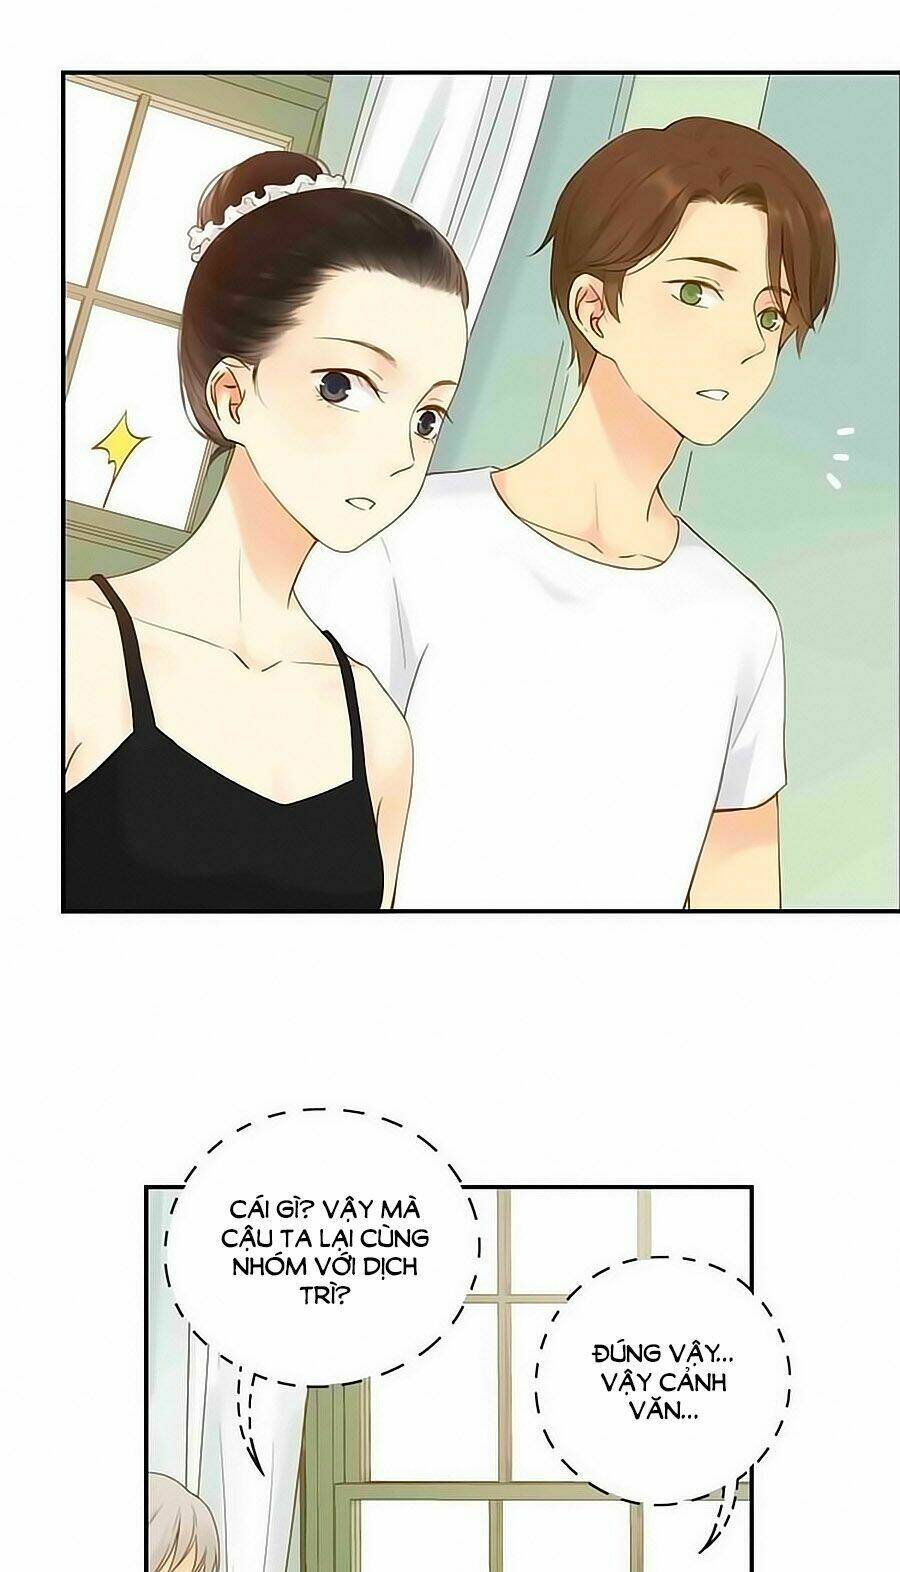 CÁI GÌ? VẬY MÀ
CẬU TA LẠI CÙNG
NHÓM VỚI DỊCH
TRÌ?
ĐÚNG VẬY...
VẬY CẢNH
VĂN...